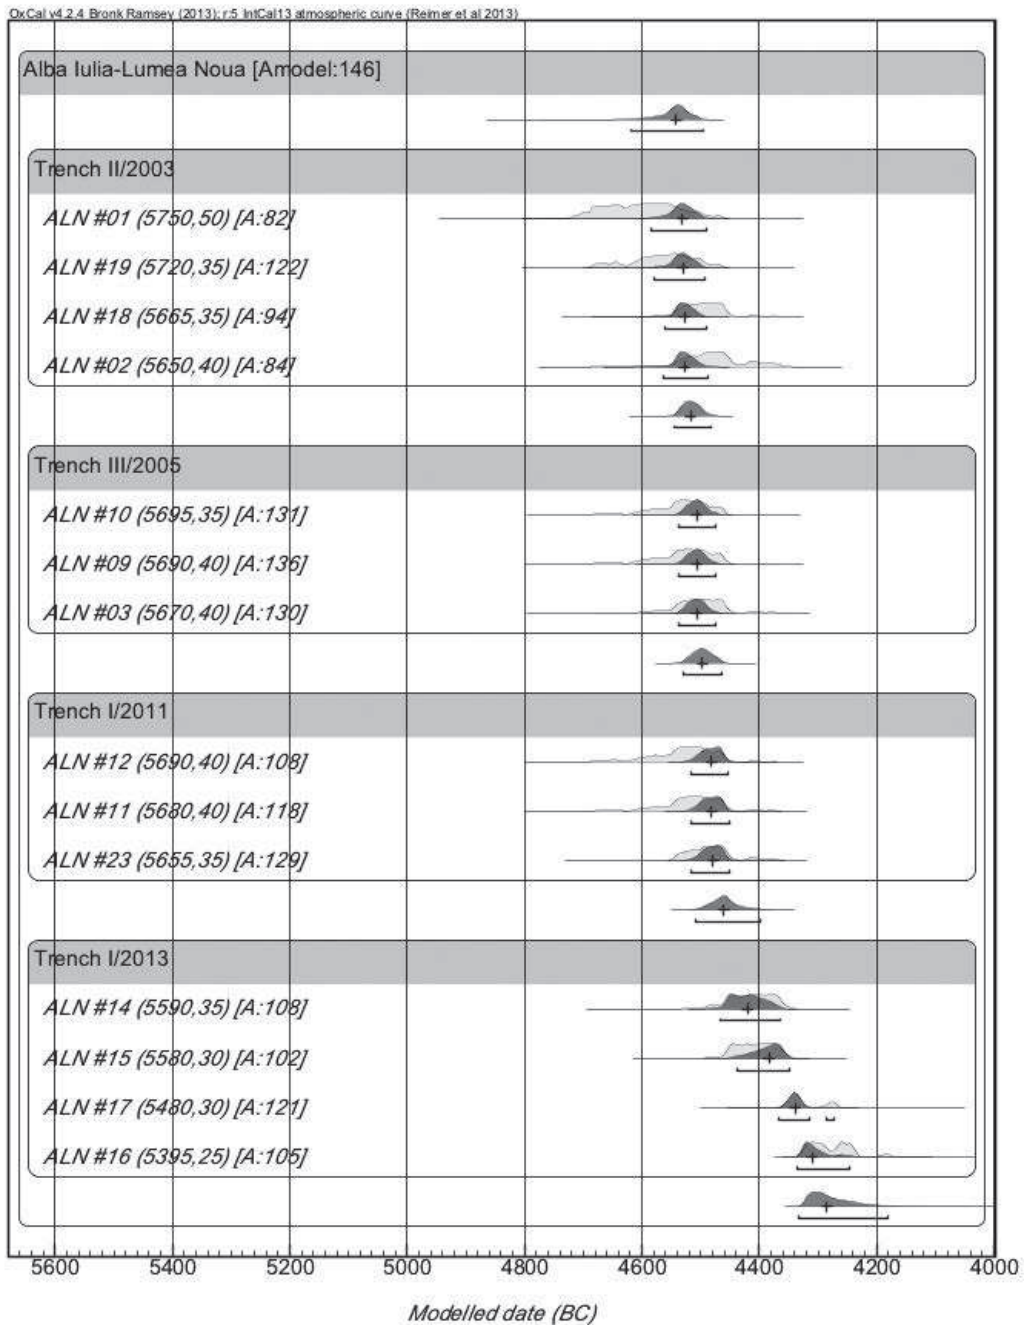 OxCal v4.2.4 Bronk Ramsey (2013); r:5 IntCal13 atmospheric curve (Reimer et al 2013)
Alba Iulia-Lumea Noua [Amodel:146]
Trench II/2003
ALN #01 (5750,50) [A:82]
ALN #19 (5720,35) [A:122]
ALN #18 (5665,35) [A:94]
ALN #02 (5650,40) [A:84]
Trench III/2005
ALN #10 (5695,35) [A:131]
ALN #09 (5690,40) [A:136]
ALN #03 (5670,40) [A:130]
Trench I/2011
ALN #12 (5690,40) [A:108]
ALN #11 (5680,40) [A:118]
ALN #23 (5655,35) [A:129]
Trench I/2013
ALN #14 (5590,35) [A:108]
ALN #15 (5580,30) [A:102]
ALN #17 (5480,30) [A:121]
ALN #16 (5395,25) [A:105]
5600 5400 5200 5000 4800 4600 4400 4200 4000
Modelled date (BC)